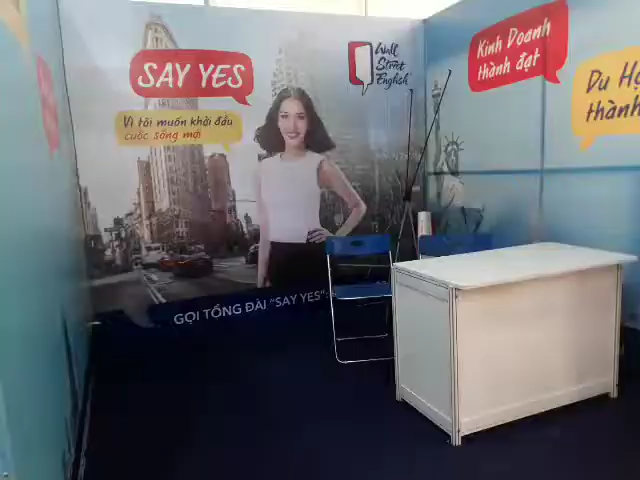 SAY YES
Vì tôi muốn khởi đầu
cuộc sống mới
Wall
Street
English
Kinh Doanh
thành đạt
Du
thành
GỌI TỔNG ĐÀI "SAY YES":